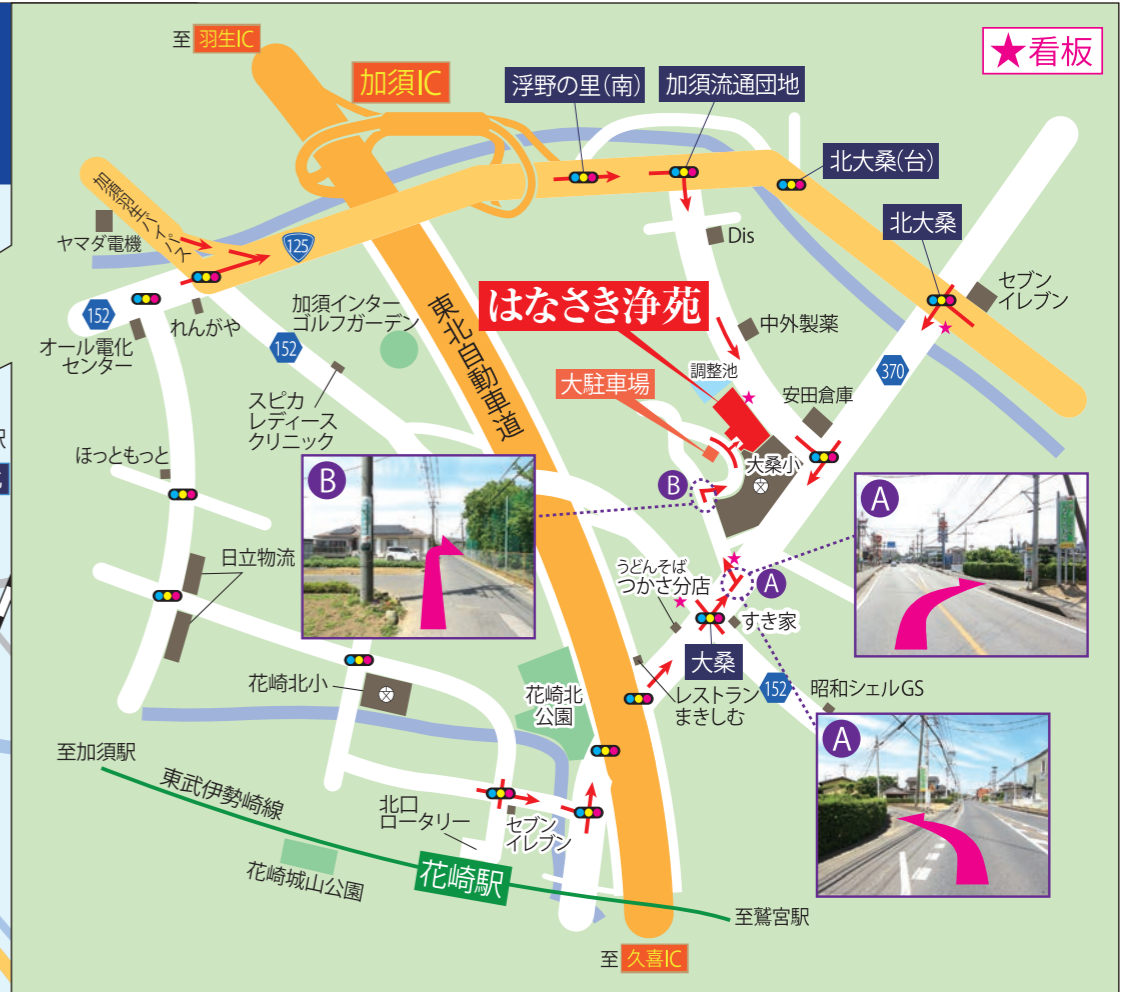 至 羽生IC
★看板
加須IC
浮野の里(南)
加須流通団地
北大桑(台)
加須羽生バイパス
ヤマダ電機
125
Dis
北大桑
セブン
イレブン
152
れんがや
オール電化
センター
152
加須インター
ゴルフガーデン
東北自動車道
はなさき浄苑
中外製薬
370
調整池
大駐車場
安田倉庫
スピカ
レディース
クリニック
駅
ほっともっと
大桑小
文
B
B
A
日立物流
うどんそば
つかさ分店
A
すき家
大桑
花崎北小
文
花崎北
公園
レストラン
まきしむ
152
昭和シェルGS
A
至加須駅
東武伊勢崎線
北口
ロータリー
セブン
イレブン
花崎城山公園
花崎駅
至鷲宮駅
至 久喜IC